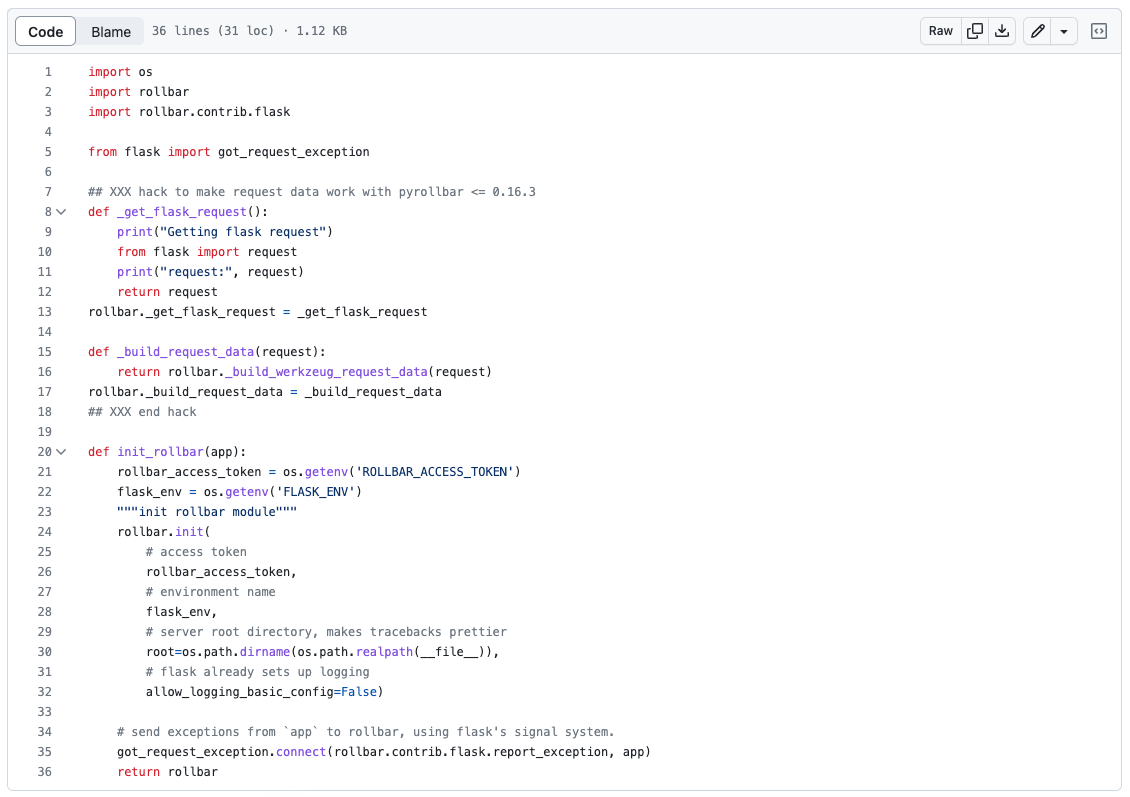 Code Blame 36 lines (31 loc) · 1.12 KB Raw
1 import os
2 import rollbar
3 import rollbar.contrib.flask
4
5 from flask import got_request_exception
6
7 ## XXX hack to make request data work with pyrollbar <= 0.16.3
8 def _get_flask_request():
9     print("Getting flask request")
10     from flask import request
11     print("request:", request)
12     return request
13 rollbar._get_flask_request = _get_flask_request
14
15 def _build_request_data(request):
16     return rollbar._build_werkzeug_request_data(request)
17 rollbar._build_request_data = _build_request_data
18 ## XXX end hack
19
20 def init_rollbar(app):
21     rollbar_access_token = os.getenv('ROLLBAR_ACCESS_TOKEN')
22     flask_env = os.getenv('FLASK_ENV')
23     """init rollbar module"""
24     rollbar.init(
25         # access token
26         rollbar_access_token,
27         # environment name
28         flask_env,
29         # server root directory, makes tracebacks prettier
30         root=os.path.dirname(os.path.realpath(__file__)),
31         # flask already sets up logging
32         allow_logging_basic_config=False)
33
34     # send exceptions from `app` to rollbar, using flask's signal system.
35     got_request_exception.connect(rollbar.contrib.flask.report_exception, app)
36     return rollbar